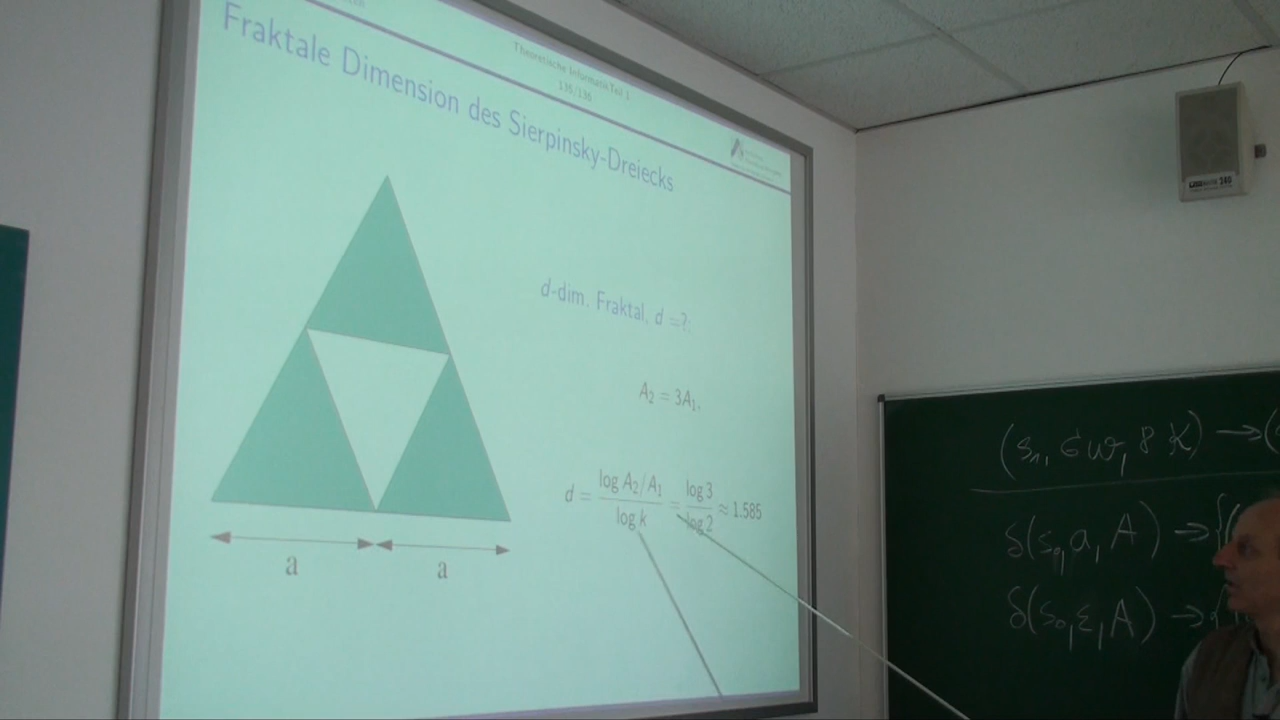 Theoretische Informatik Teil 1
135/136
Fraktale Dimension des Sierpinsky-Dreiecks
d-dim. Fraktal, d =?:
A₂ = 3A₁,
d = log A₂/A₁ / log k = log 3 / log 2 ≈ 1.585
a a
(s₁, ω, γ K) → (
δ(s₀, a, A) → {(
δ(s₀, ε, A) → {